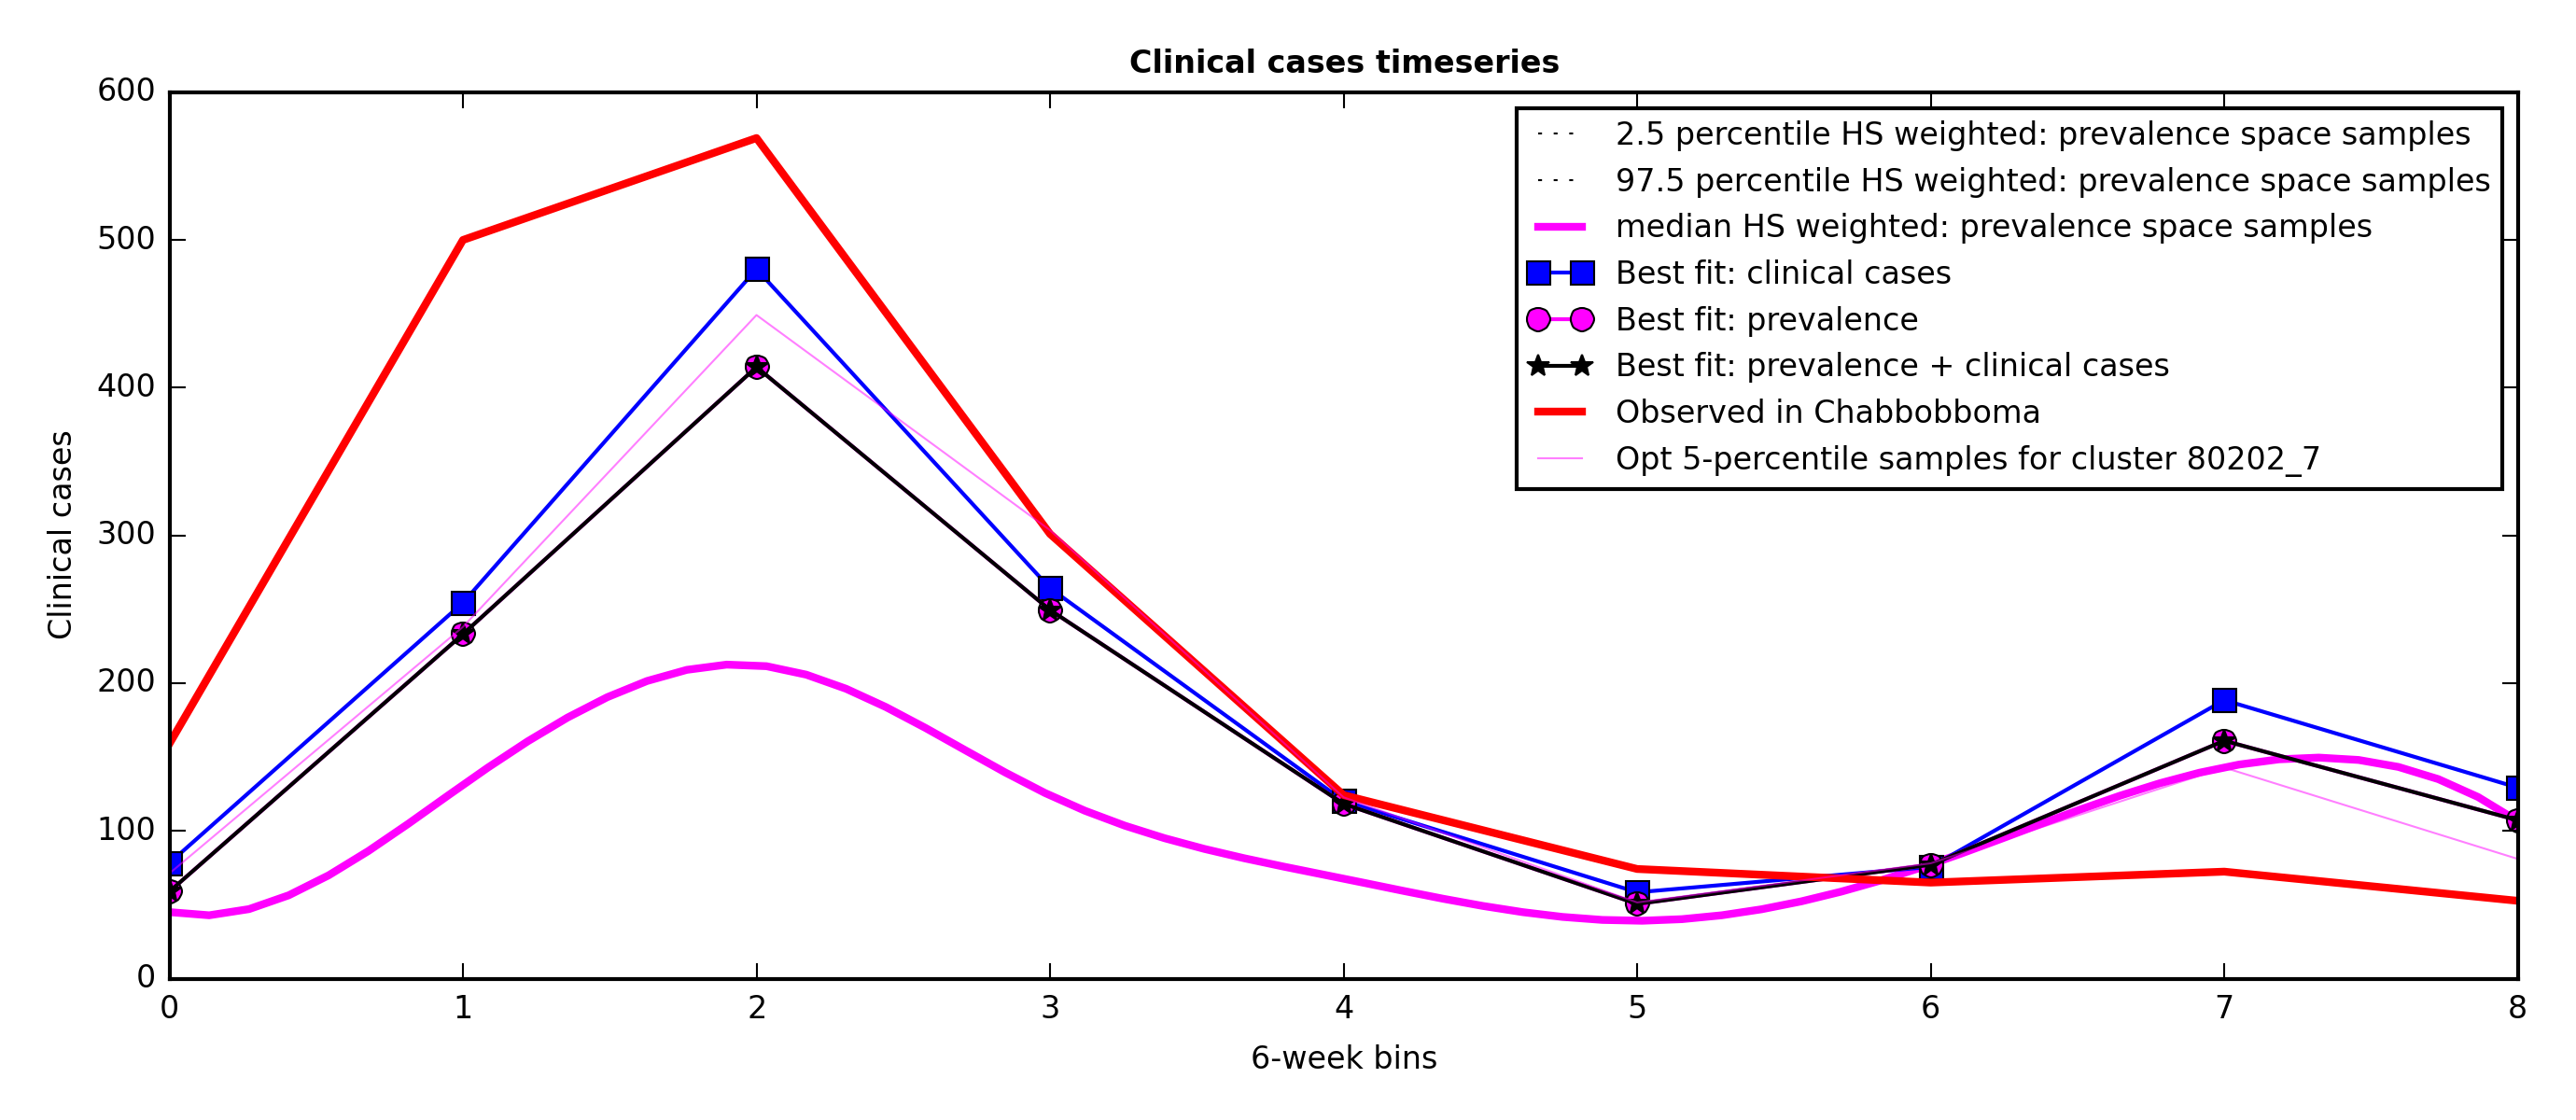 Clinical cases timeseries
600
500
400
300
200
100
0
Clinical cases
2.5 percentile HS weighted: prevalence space samples
97.5 percentile HS weighted: prevalence space samples
median HS weighted: prevalence space samples
Best fit: clinical cases
Best fit: prevalence
Best fit: prevalence + clinical cases
Observed in Chabbobboma
Opt 5-percentile samples for cluster 80202_7
0 1 2 3 4 5 6 7 8
6-week bins